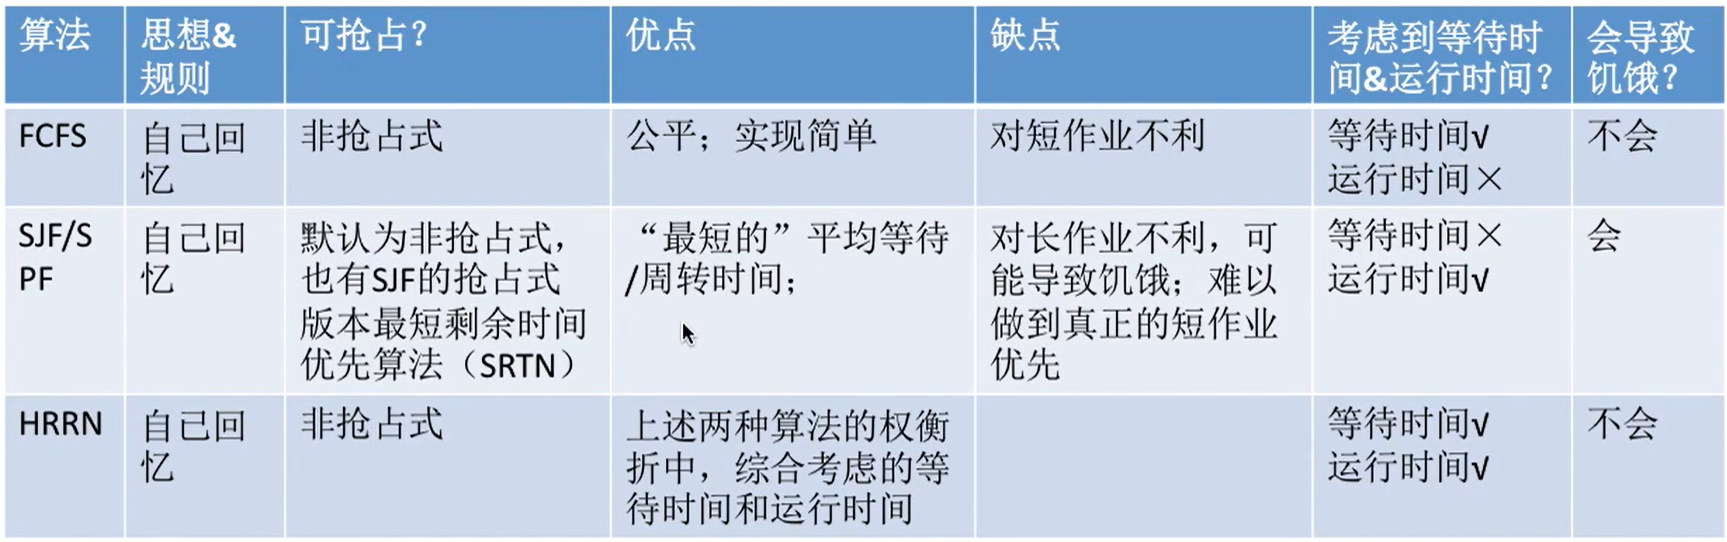 算法
思想&
规则
可抢占？
优点
缺点
考虑到等待时
间&运行时间？
会导致
饥饿？
FCFS
自己回
忆
非抢占式
公平；实现简单
对短作业不利
等待时间√
运行时间×
不会
SJF/S
PF
自己回
忆
默认为非抢占式，
也有SJF的抢占式
版本最短剩余时间
优先算法（SRTN）
“最短的”平均等待
/周转时间；
对长作业不利，可
能导致饥饿；难以
做到真正的短作业
优先
等待时间×
运行时间√
会
HRRN
自己回
忆
非抢占式
上述两种算法的权衡
折中，综合考虑的等
待时间和运行时间
等待时间√
运行时间√
不会